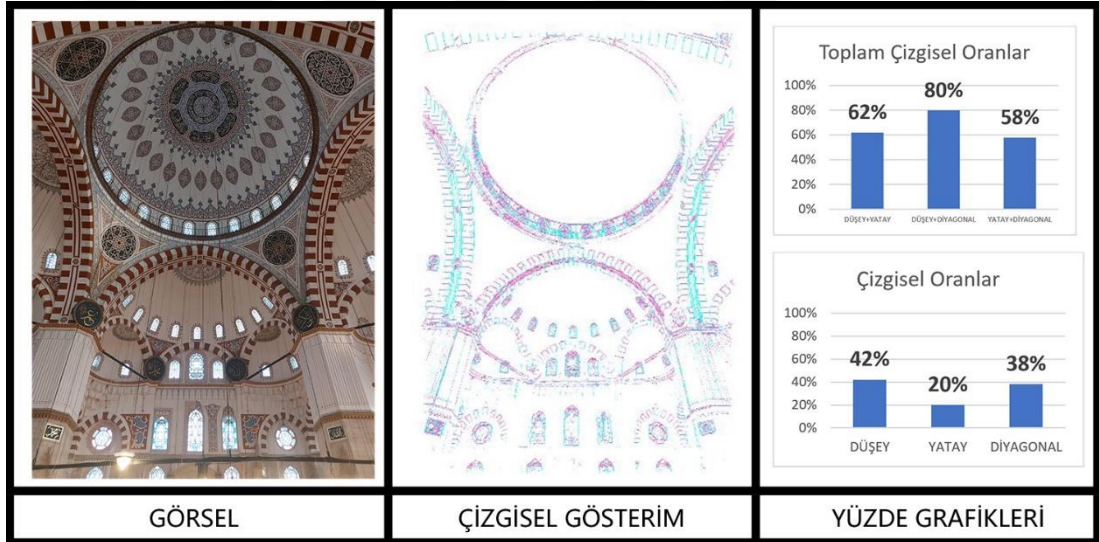 Toplam Çizgisel Oranlar
100%
80%
60%
40%
20%
0%
62%
80%
58%
DÜŞEY+YATAY
DÜŞEY+DİYAGONAL
YATAY+DİYAGONAL
Çizgisel Oranlar
100%
80%
60%
40%
20%
0%
42%
20%
38%
DÜŞEY
YATAY
DİYAGONAL
GÖRSEL
ÇİZGİSEL GÖSTERİM
YÜZDE GRAFİKLERİ